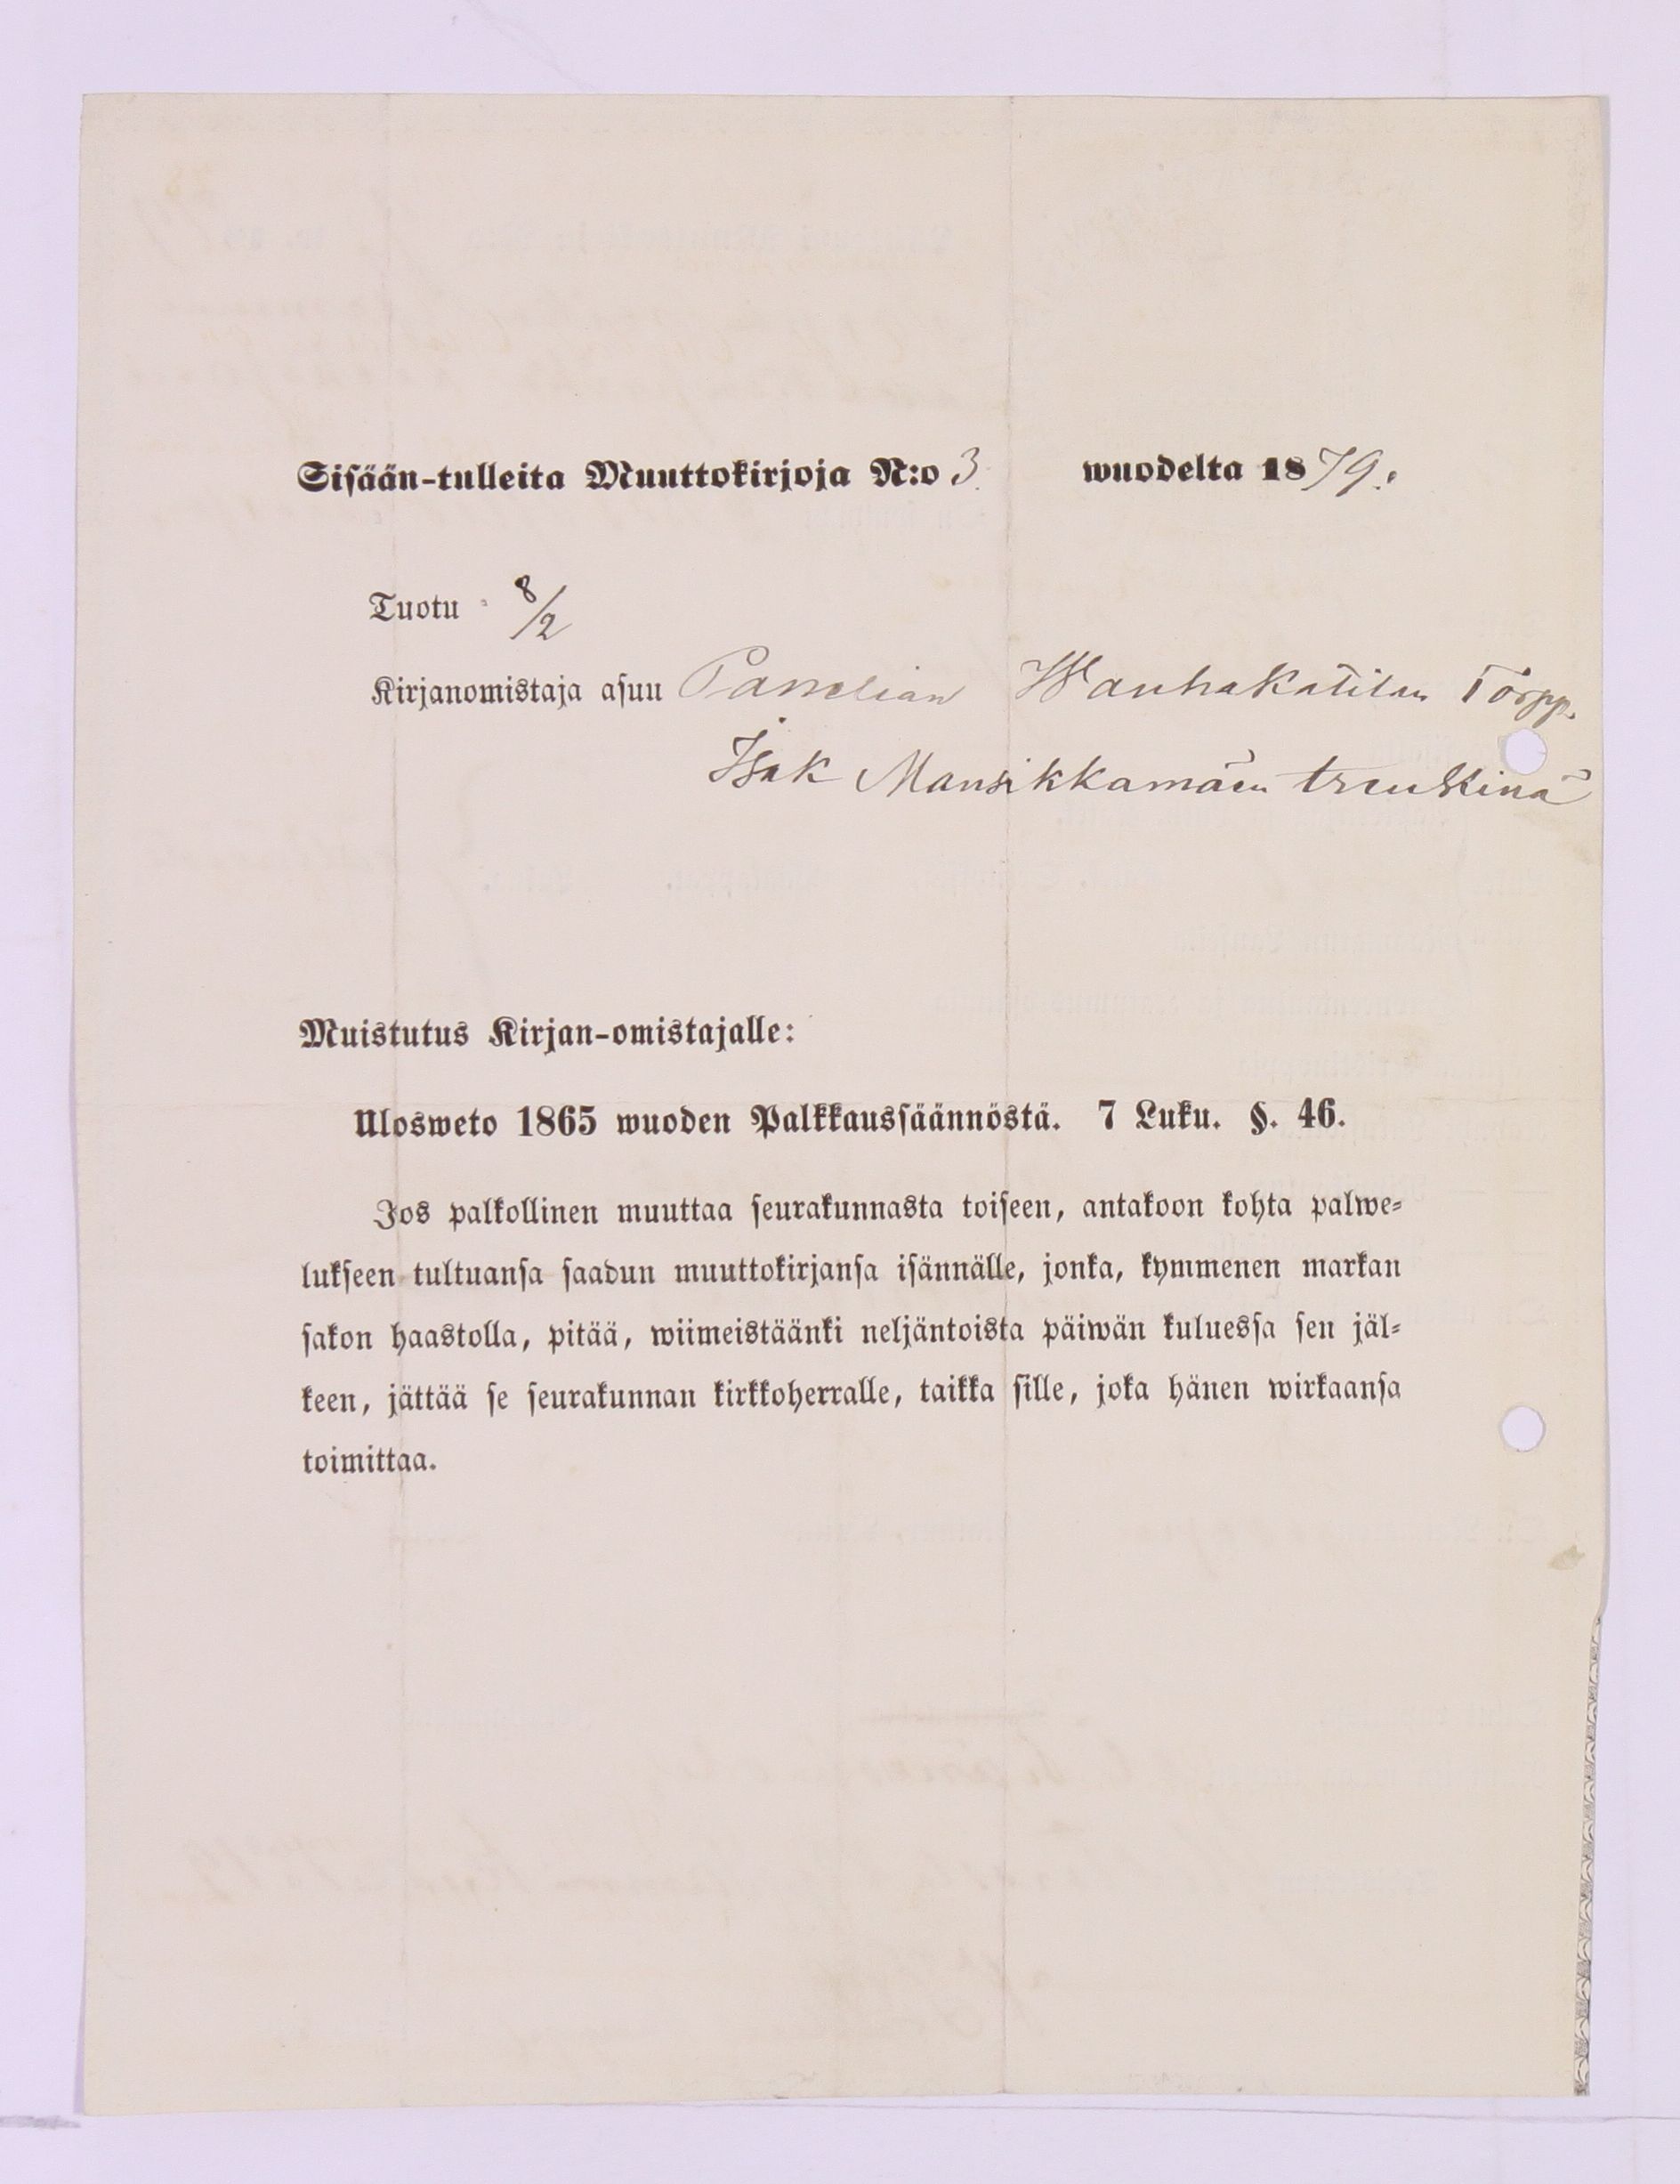 Sisään-tulleita Muuttokirjoja N:o 3. wuodelta 1879.
Tuotu 8/2
Kirjanomistaja asuu Panelian Wanhakatilan Torpp.
Isak Mansikkamäen trenkinä
Muistutus Kirjan-omistajalle:
Ulosweto 1865 wuoden Palkkaussäännöstä. 7 Luku. §. 46.
Jos palkollinen muuttaa seurakunnasta toiseen, antakoon kohta palwe-
lukseen tultuansa saadun muuttokirjansa isännälle, jonka, kymmenen markan
sakon haastolla, pitää, wiimeistäänki neljäntoista päiwän kuluessa sen jäl-
keen, jättää se seurakunnan kirkkoherralle, taikka sille, joka hänen wirkaansa
toimittaa.